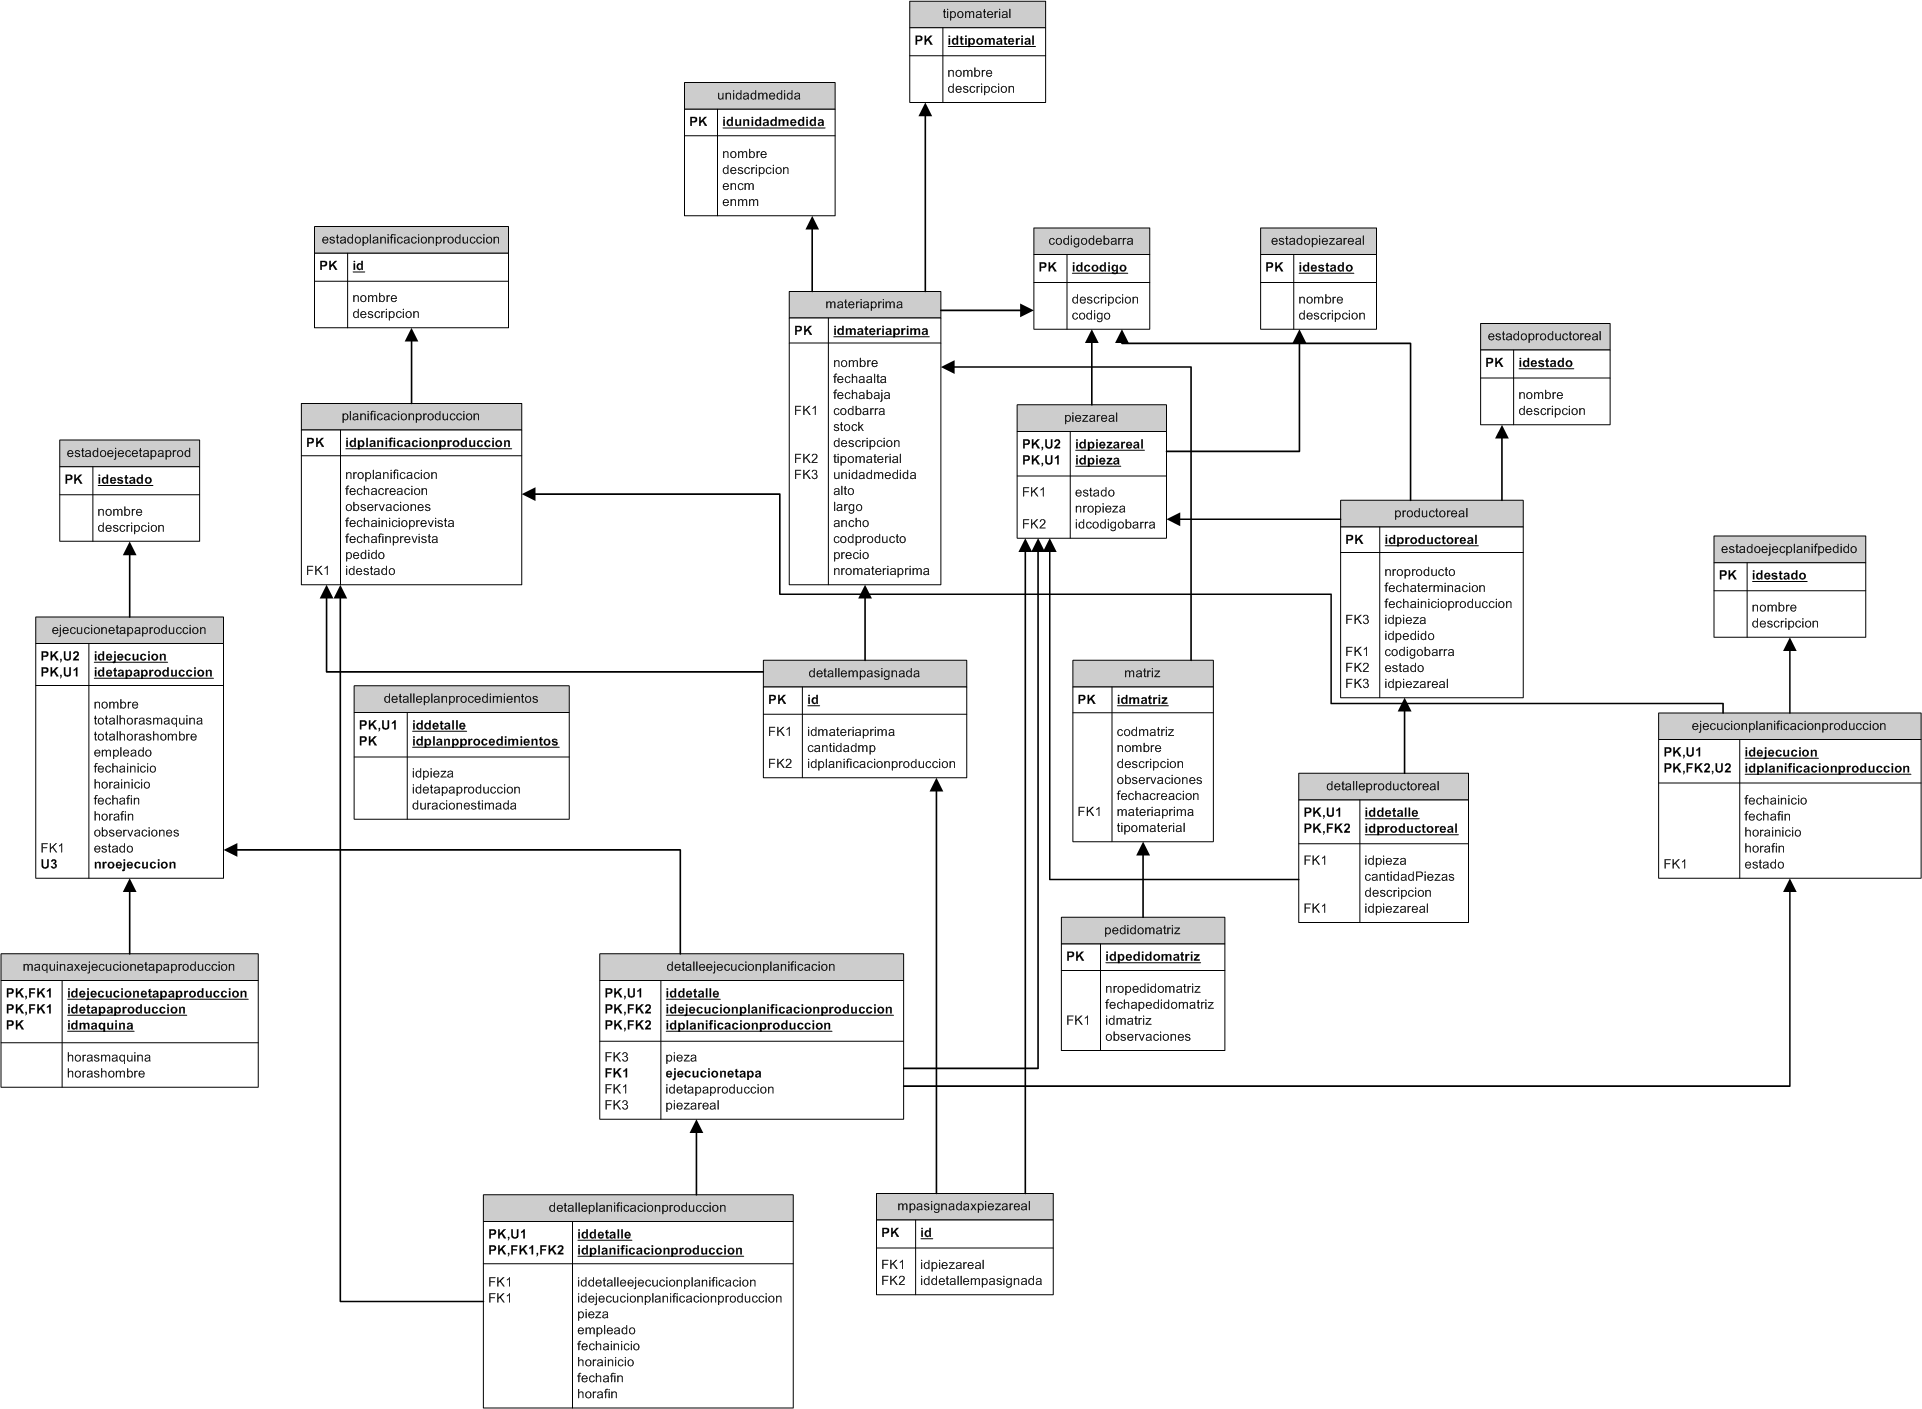 tipomaterial
PK idtipomaterial
nombre
descripcion
unidadmedida
PK idunidadmedida
nombre
descripcion
encm
enmm
estadoplanificacionproduccion
PK id
nombre
descripcion
codigodebarra
PK idcodigo
descripcion
codigo
estadopiezareal
PK idestado
nombre
descripcion
materiaprima
PK idmateriaprima
nombre
fechaalta
fechabaja
FK1 codbarra
stock
descripcion
FK2 tipomaterial
FK3 unidadmedida
alto
largo
ancho
codproducto
precio
nromateriaprima
estadoproductoreal
PK idestado
nombre
descripcion
planificacionproduccion
PK idplanificacionproduccion
nroplanificacion
fechacreacion
observaciones
fechainicioprevista
fechafinprevista
pedido
FK1 idestado
piezareal
PK,U2 idpiezareal
PK,U1 idpieza
FK1 estado
nropieza
FK2 idcodigobarra
estadoejecetapaprod
PK idestado
nombre
descripcion
productoreal
PK idproductoreal
nroproducto
fechaterminacion
fechainicioproduccion
FK3 idpieza
idpedido
FK1 codigobarra
FK2 estado
FK3 idpiezareal
estadoejecplanifpedido
PK idestado
nombre
descripcion
ejecucionetapaproduccion
PK,U2 idejecucion
PK,U1 idetapaproduccion
nombre
totalhorasmaquina
totalhorashombre
empleado
fechainicio
horainicio
fechafin
horafin
observaciones
FK1 estado
U3 nroejecucion
detalleplanprocedimientos
PK,U1 iddetalle
PK idplanpprocedimientos
idpieza
idetapaproduccion
duracionestimada
detallempasignada
PK id
FK1 idmateriaprima
cantidadmp
FK2 idplanificacionproduccion
matriz
PK idmatriz
codmatriz
nombre
descripcion
observaciones
fechacreacion
FK1 materiaprima
tipomaterial
ejecucionplanificacionproduccion
PK,U1 idejecucion
PK,FK2,U2 idplanificacionproduccion
fechainicio
fechafin
horainicio
horafin
FK1 estado
detalleproductoreal
PK,U1 iddetalle
PK,FK2 idproductoreal
FK1 idpieza
cantidadPiezas
descripcion
FK1 idpiezareal
pedidomatriz
PK idpedidomatriz
nropedidomatriz
fechapedidomatriz
FK1 idmatriz
observaciones
maquinaxejecucionetapaproduccion
PK,FK1 idejecucionetapaproduccion
PK,FK1 idetapaproduccion
PK idmaquina
horasmaquina
horashombre
detalleejecucionplanificacion
PK,U1 iddetalle
PK,FK2 idejecucionplanificacionproduccion
PK,FK2 idplanificacionproduccion
FK3 pieza
FK1 ejecucionetapa
FK1 idetapaproduccion
FK3 piezareal
detalleplanificacionproduccion
PK,U1 iddetalle
PK,FK1,FK2 idplanificacionproduccion
FK1 iddetalleejecucionplanificacion
FK1 idejecucionplanificacionproduccion
pieza
empleado
fechainicio
horainicio
fechafin
horafin
mpasignadaxpiezareal
PK id
FK1 idpiezareal
FK2 iddetallempasignada